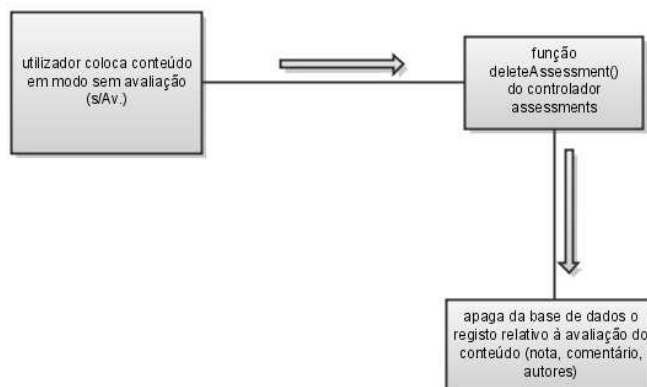 utilizador coloca conteúdo
em modo sem avaliação
(s/Av.)
função
deleteAssessment()
do controlador
assessments
apaga da base de dados o
registo relativo à avaliação do
conteúdo (nota, comentário,
autores)